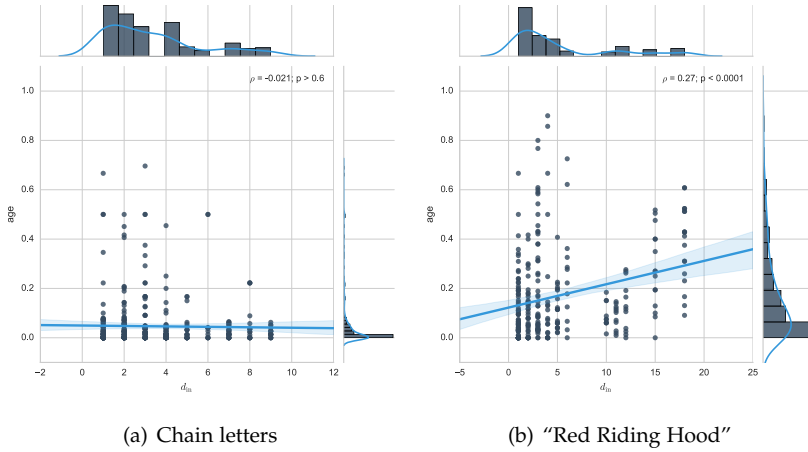 ρ = -0.021; p > 0.6
1.0
0.8
0.6
0.4
0.2
0.0
age
−2 0 2 4 6 8 10 12
d_in
(a) Chain letters
ρ = 0.27; p < 0.0001
1.0
0.8
0.6
0.4
0.2
0.0
age
−5 0 5 10 15 20 25
d_in
(b) “Red Riding Hood”